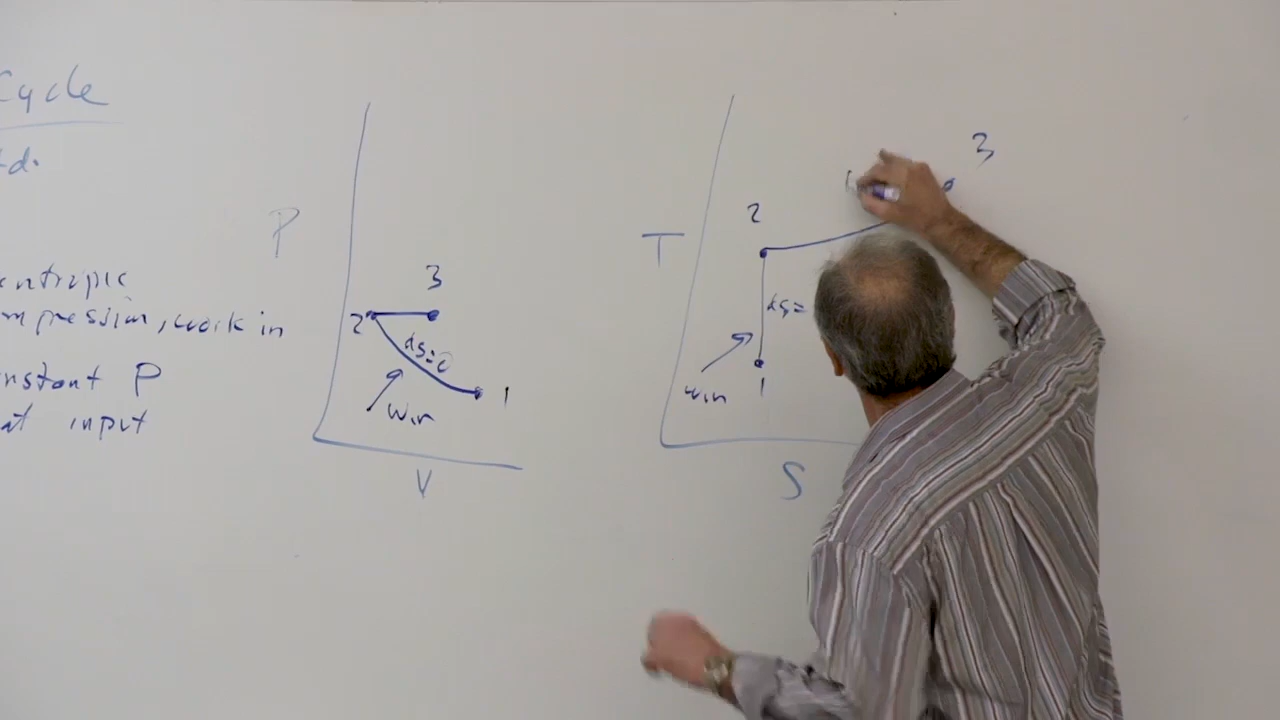 Cycle
td.
entropic
mpression, work in
nstant P
at input
P
3
2
ds=0
1
Win
V
3
2
T
ds=
1
Win
S